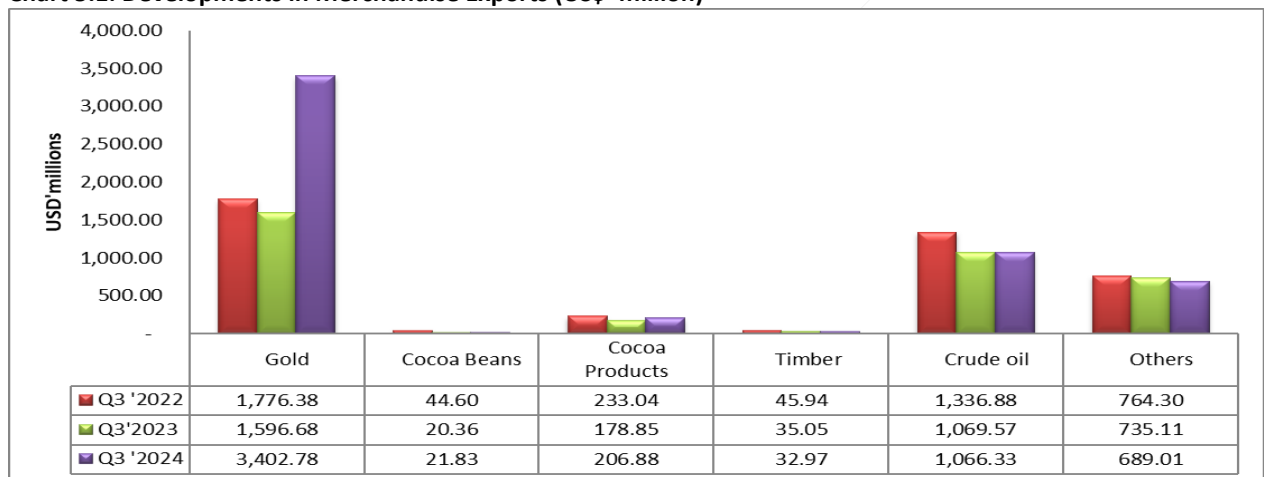 4,000.00
3,500.00
3,000.00
2,500.00
2,000.00
1,500.00
1,000.00
500.00
-
USD'millions
Gold Cocoa Beans Cocoa Products Timber Crude oil Others
Q3 '2022 1,776.38 44.60 233.04 45.94 1,336.88 764.30
Q3'2023 1,596.68 20.36 178.85 35.05 1,069.57 735.11
Q3 '2024 3,402.78 21.83 206.88 32.97 1,066.33 689.01